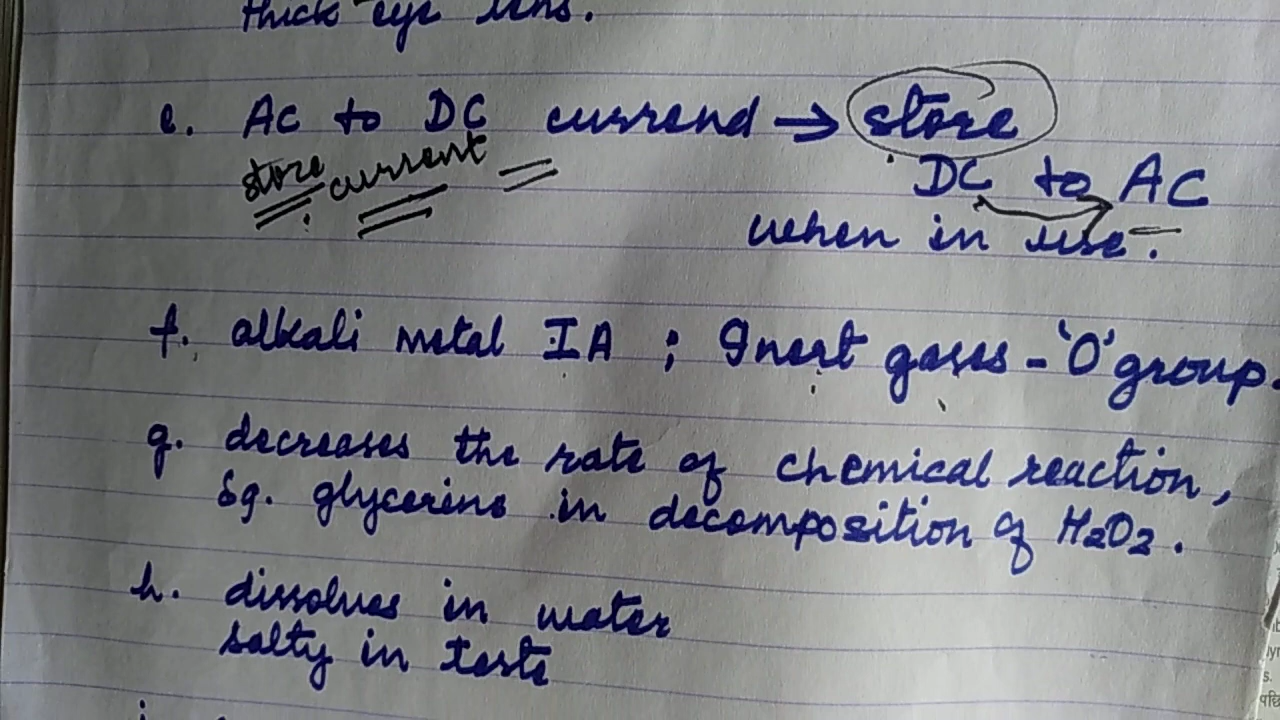 thick eye lens.
e. AC to DC currend → store
store current
DC to AC
when in use.
f. alkali metal IA ; Inert gases - 'O' group.
g. decreases the rate of chemical reaction,
Eg. glycerine in decomposition of H₂O₂.
h. dissolves in water
salty in taste